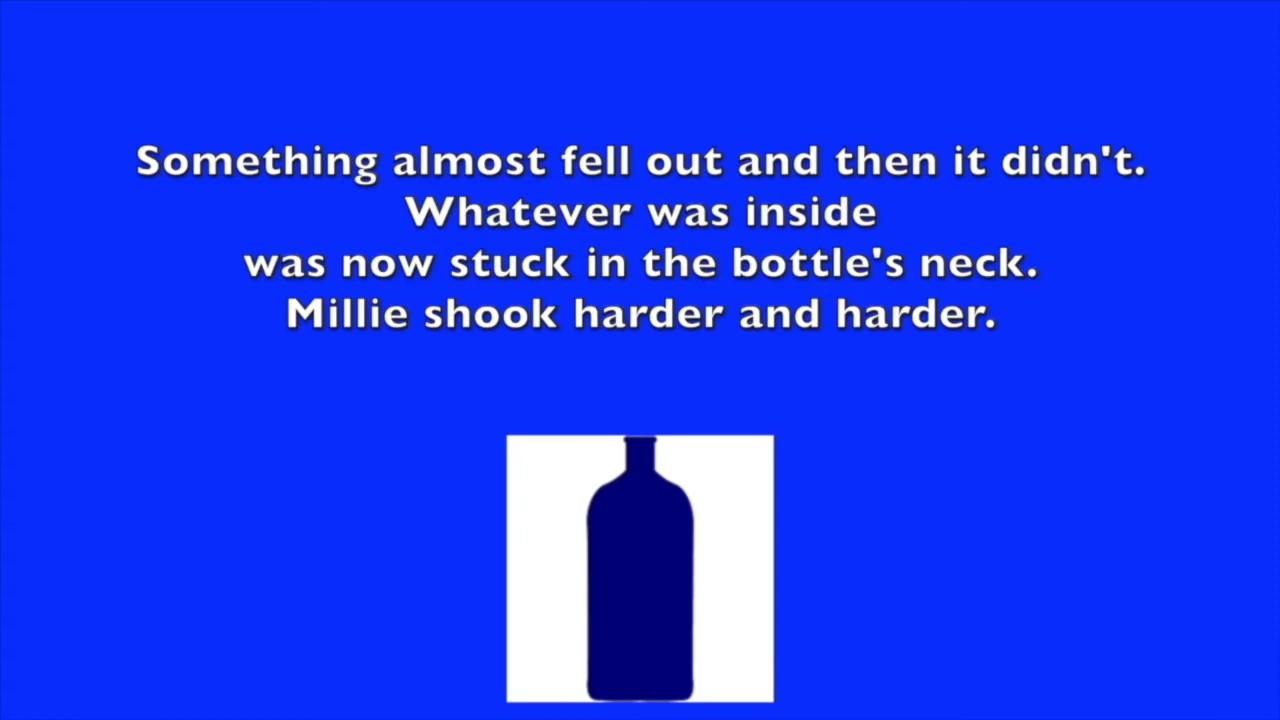 Something almost fell out and then it didn't.
Whatever was inside
was now stuck in the bottle's neck.
Millie shook harder and harder.